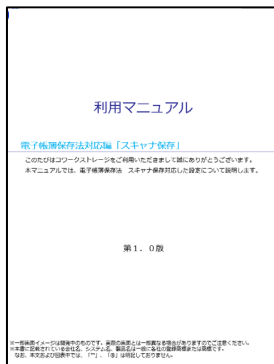 利用マニュアル
電子帳簿保存法対応編「スキャナ保存」
このたびはコワークストレージをご利用いただきまして誠にありがとうございます。
本マニュアルでは、電子帳簿保存法 スキャナ保存対応した設定について説明します。
第1．0版
※一部画面イメージは開発中のものです。実際の画面とは一部異なる場合がありますのでご注意ください。
※本書に記載されている会社名、システム名、製品名は一般に各社の登録商標または商標です。
なお、本文および図表中では、「™」、「®」は明記しておりません。